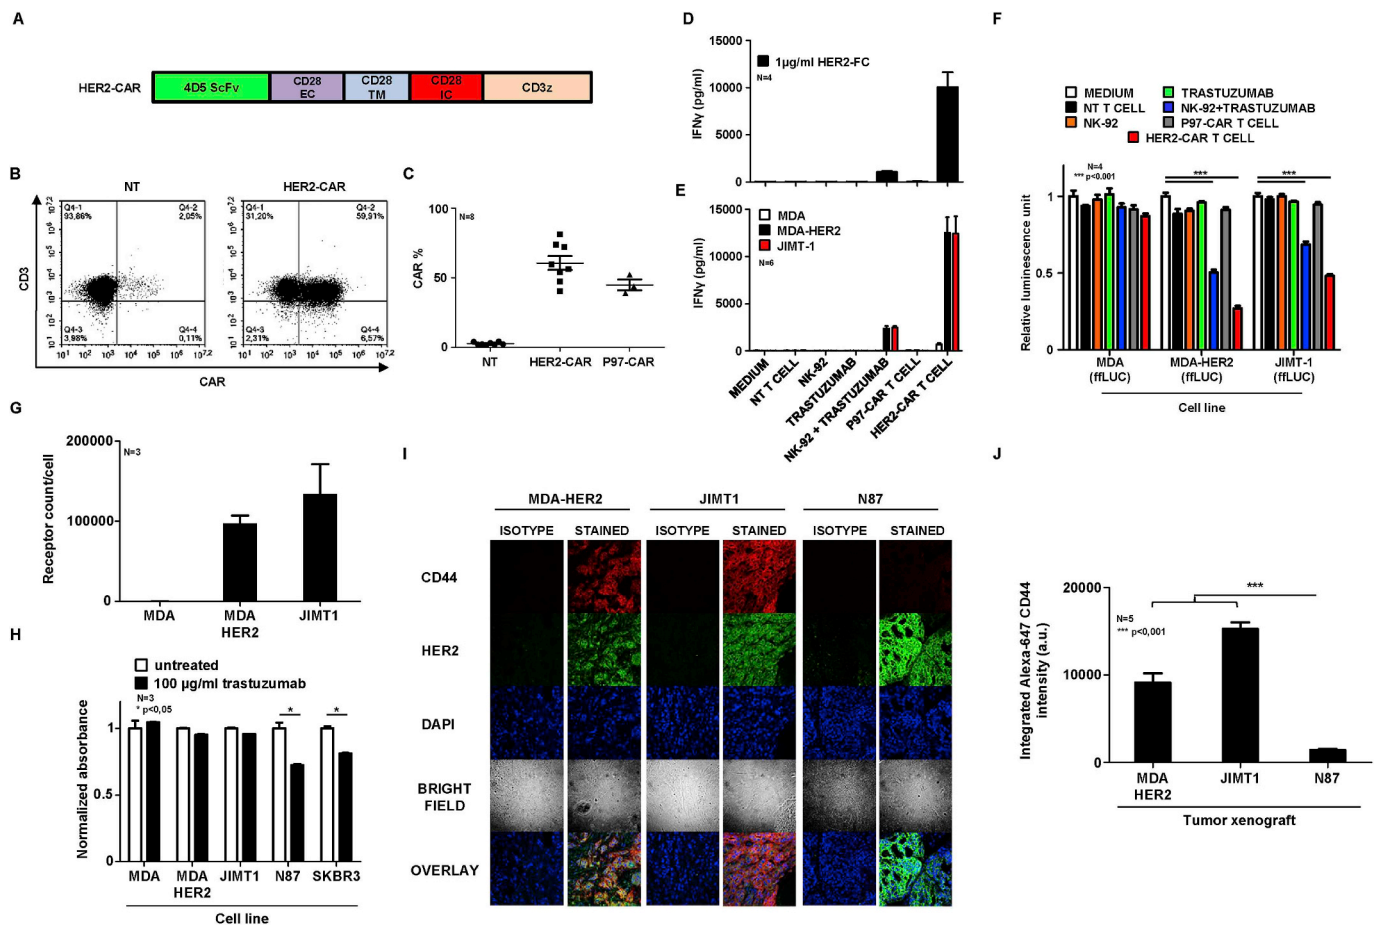 A
HER2-CAR
4D5 ScFv
CD28
EC
CD28
TM
CD28
IC
CD3z
B
NT
HER2-CAR
Q4-1
93,86%
Q4-2
2,05%
Q4-3
3,98%
Q4-4
0,11%
Q4-1
31,20%
Q4-2
59,91%
Q4-3
2,31%
Q4-4
6,57%
CD3
CAR
C
N=8
CAR %
100
50
0
NT
HER2-CAR
P97-CAR
D
1µg/ml HER2-FC
N=4
IFNγ (pg/ml)
15000
10000
5000
0
E
MDA
MDA-HER2
JIMT-1
N=6
IFNγ (pg/ml)
15000
10000
5000
0
MEDIUM
NT T CELL
NK-92
TRASTUZUMAB
NK-92 + TRASTUZUMAB
P97-CAR T CELL
HER2-CAR T CELL
F
MEDIUM
NT T CELL
NK-92
TRASTUZUMAB
NK-92+TRASTUZUMAB
P97-CAR T CELL
HER2-CAR T CELL
N=4
*** p<0.001
***
***
Relative luminescence unit
1
0.5
0
MDA
(ffLUC)
MDA-HER2
(ffLUC)
JIMT-1
(ffLUC)
Cell line
G
N=3
Receptor count/cell
200000
100000
0
MDA
MDA
HER2
JIMT1
H
untreated
100 µg/ml trastuzumab
N=3
* p<0,05
*
*
Normalized absorbance
1
0.5
0
MDA
MDA
HER2
JIMT1
N87
SKBR3
Cell line
I
MDA-HER2
JIMT1
N87
ISOTYPE
STAINED
ISOTYPE
STAINED
ISOTYPE
STAINED
CD44
HER2
DAPI
BRIGHT
FIELD
OVERLAY
J
N=5
*** p<0,001
***
Integrated Alexa-647 CD44
intensity (a.u.)
20000
10000
0
MDA
HER2
JIMT1
N87
Tumor xenograft